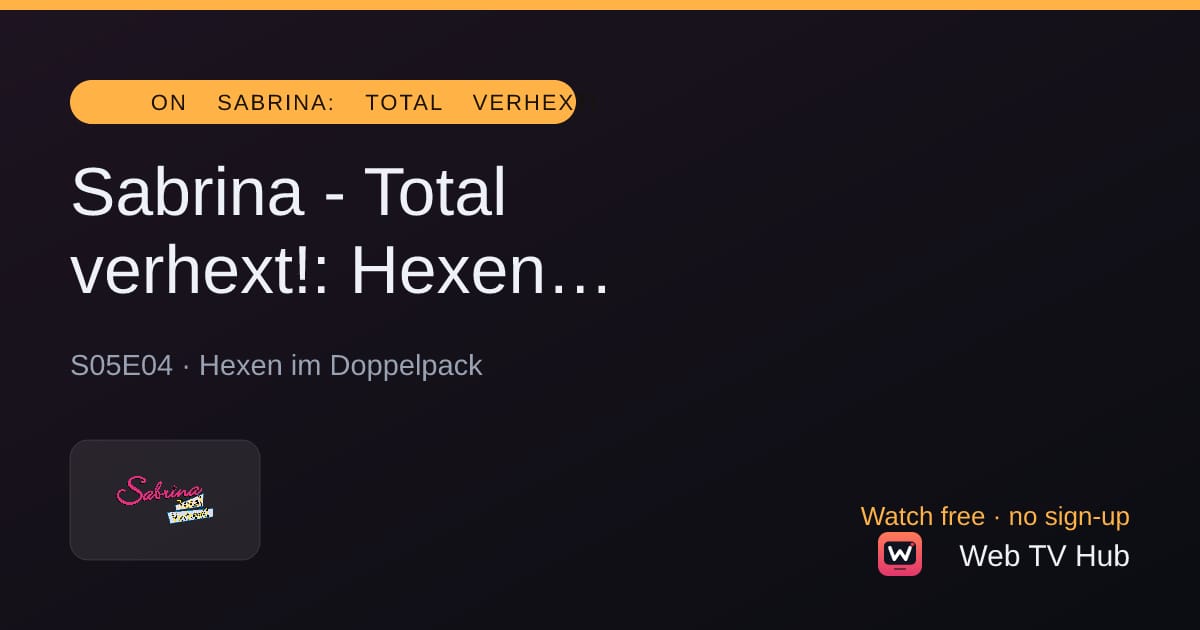 ON SABRINA: TOTAL VERHEX
Sabrina - Total
verhext!: Hexen…
S05E04 · Hexen im Doppelpack
Sabrina
Watch free · no sign-up
W
Web TV Hub